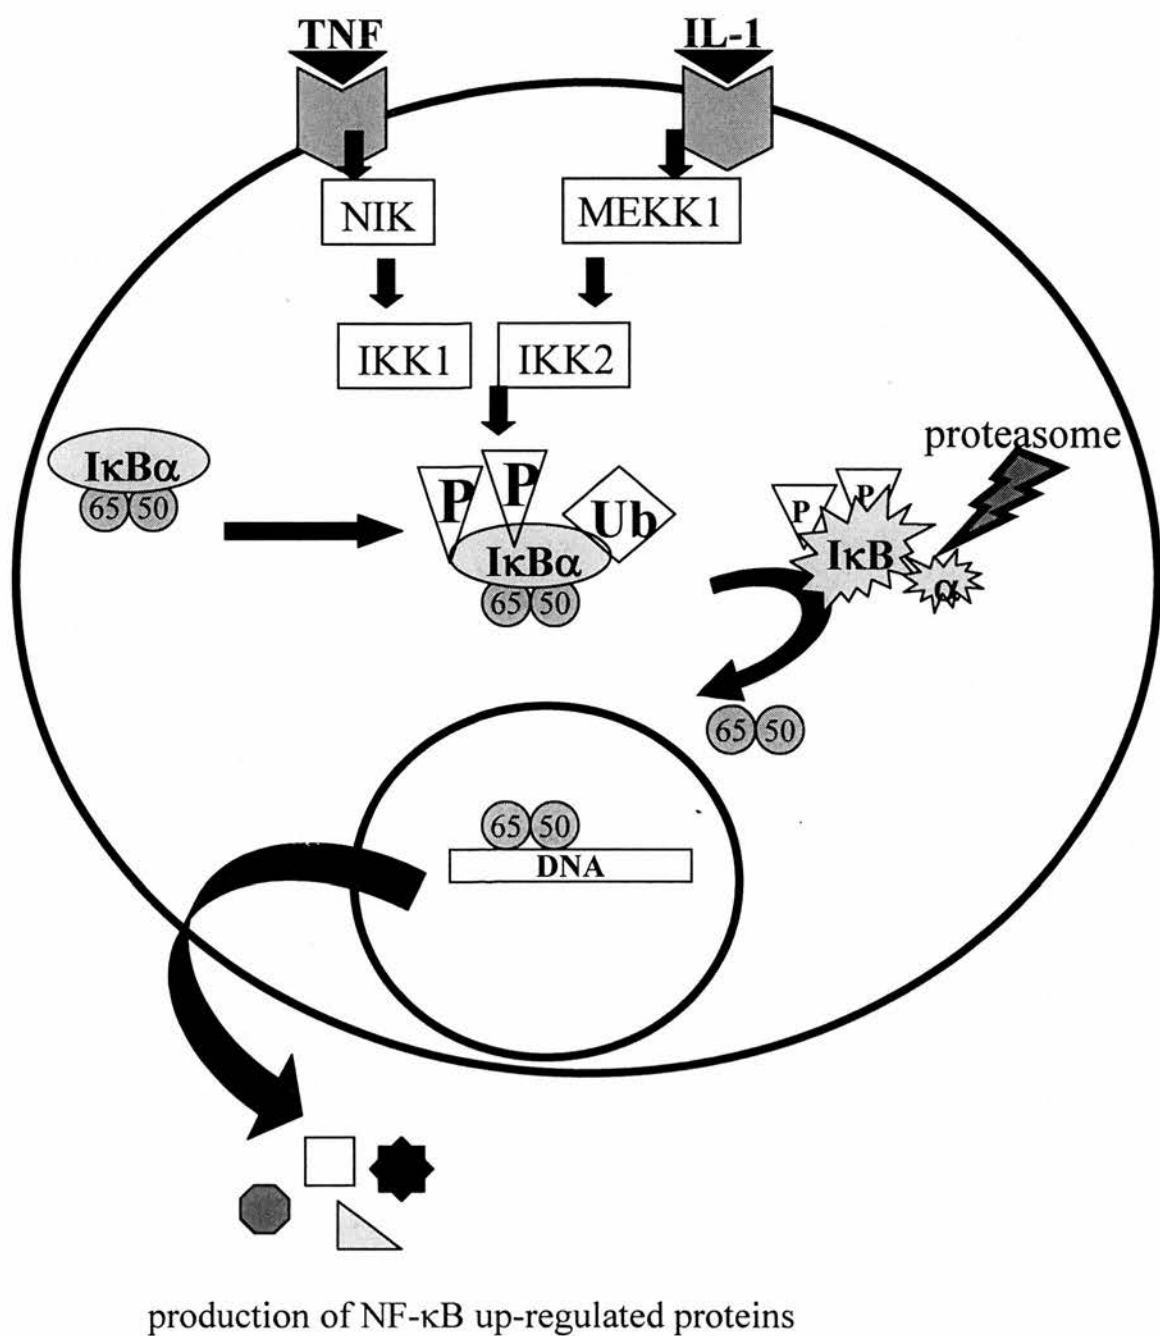 TNF
IL-1
NIK
MEKK1
IKK1
IKK2
proteasome
IκBα
65 50
P
P
Ub
IκBα
65 50
P
P
IκB
α
65 50
65 50
DNA
production of NF-κB up-regulated proteins